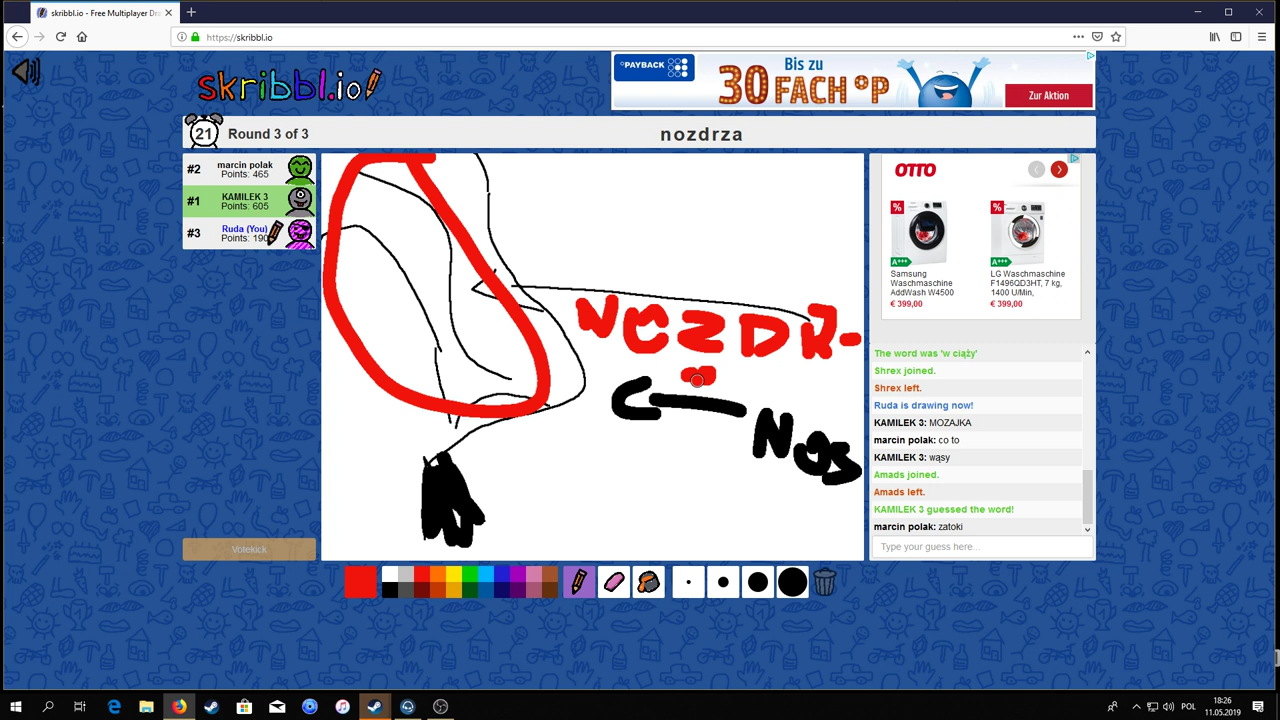 skribbl.io - Free Multiplayer Dra
https://skribbl.io
skribbl.io!
°PAYBACK
Bis zu
30 FACH °P
Zur Aktion
21
Round 3 of 3
nozdrza
#2
marcin polak
Points: 465
#1
KAMILEK 3
Points: 605
#3
Ruda (You)
Points: 190
Votekick
NOZDR-
NOS
OTTO
%
A+++
Samsung
Waschmaschine
AddWash W4500
€ 399,00
%
A+++
LG Waschmaschine
F1496QD3HT, 7 kg,
1400 U/Min,
€ 399,00
The word was 'w ciąży'
Shrex joined.
Shrex left.
Ruda is drawing now!
KAMILEK 3: MOZAJKA
marcin polak: co to
KAMILEK 3: wąsy
Amads joined.
Amads left.
KAMILEK 3 guessed the word!
marcin polak: zatoki
Type your guess here...
POL
18:26
11.05.2019